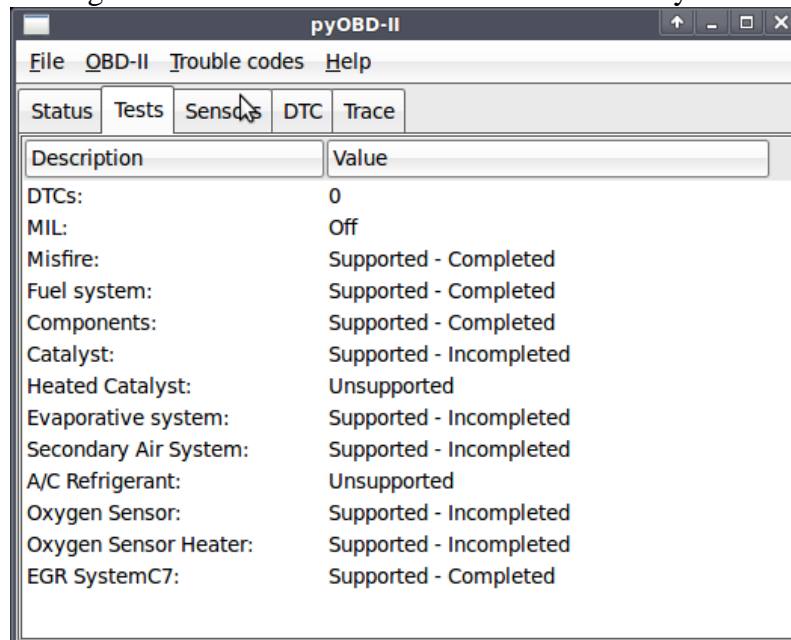 pyOBD-II
File OBD-II Trouble codes Help
Status Tests Sensors DTC Trace
Description Value
DTCs: 0
MIL: Off
Misfire: Supported - Completed
Fuel system: Supported - Completed
Components: Supported - Completed
Catalyst: Supported - Incompleted
Heated Catalyst: Unsupported
Evaporative system: Supported - Incompleted
Secondary Air System: Supported - Incompleted
A/C Refrigerant: Unsupported
Oxygen Sensor: Supported - Incompleted
Oxygen Sensor Heater: Supported - Incompleted
EGR SystemC7: Supported - Completed